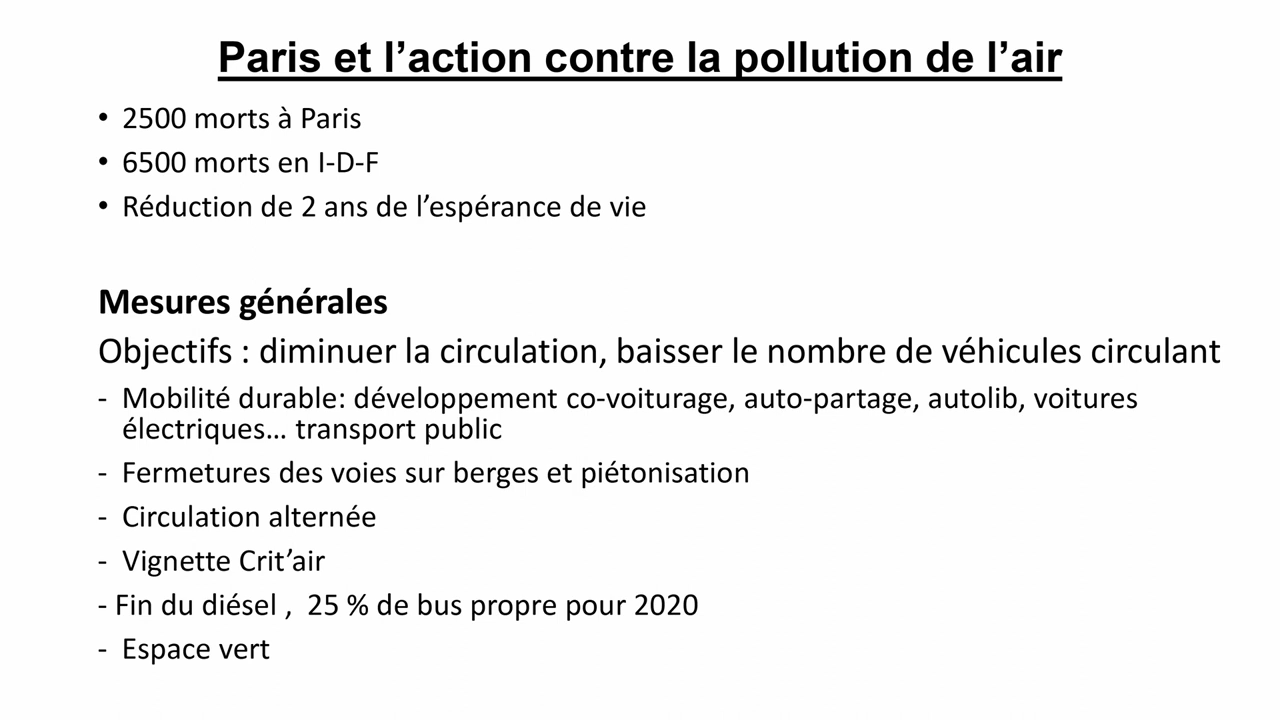 Paris et l’action contre la pollution de l’air
• 2500 morts à Paris
• 6500 morts en I-D-F
• Réduction de 2 ans de l’espérance de vie
Mesures générales
Objectifs : diminuer la circulation, baisser le nombre de véhicules circulant
- Mobilité durable: développement co-voiturage, auto-partage, autolib, voitures
électriques… transport public
- Fermetures des voies sur berges et piétonisation
- Circulation alternée
- Vignette Crit’air
- Fin du diésel , 25 % de bus propre pour 2020
- Espace vert